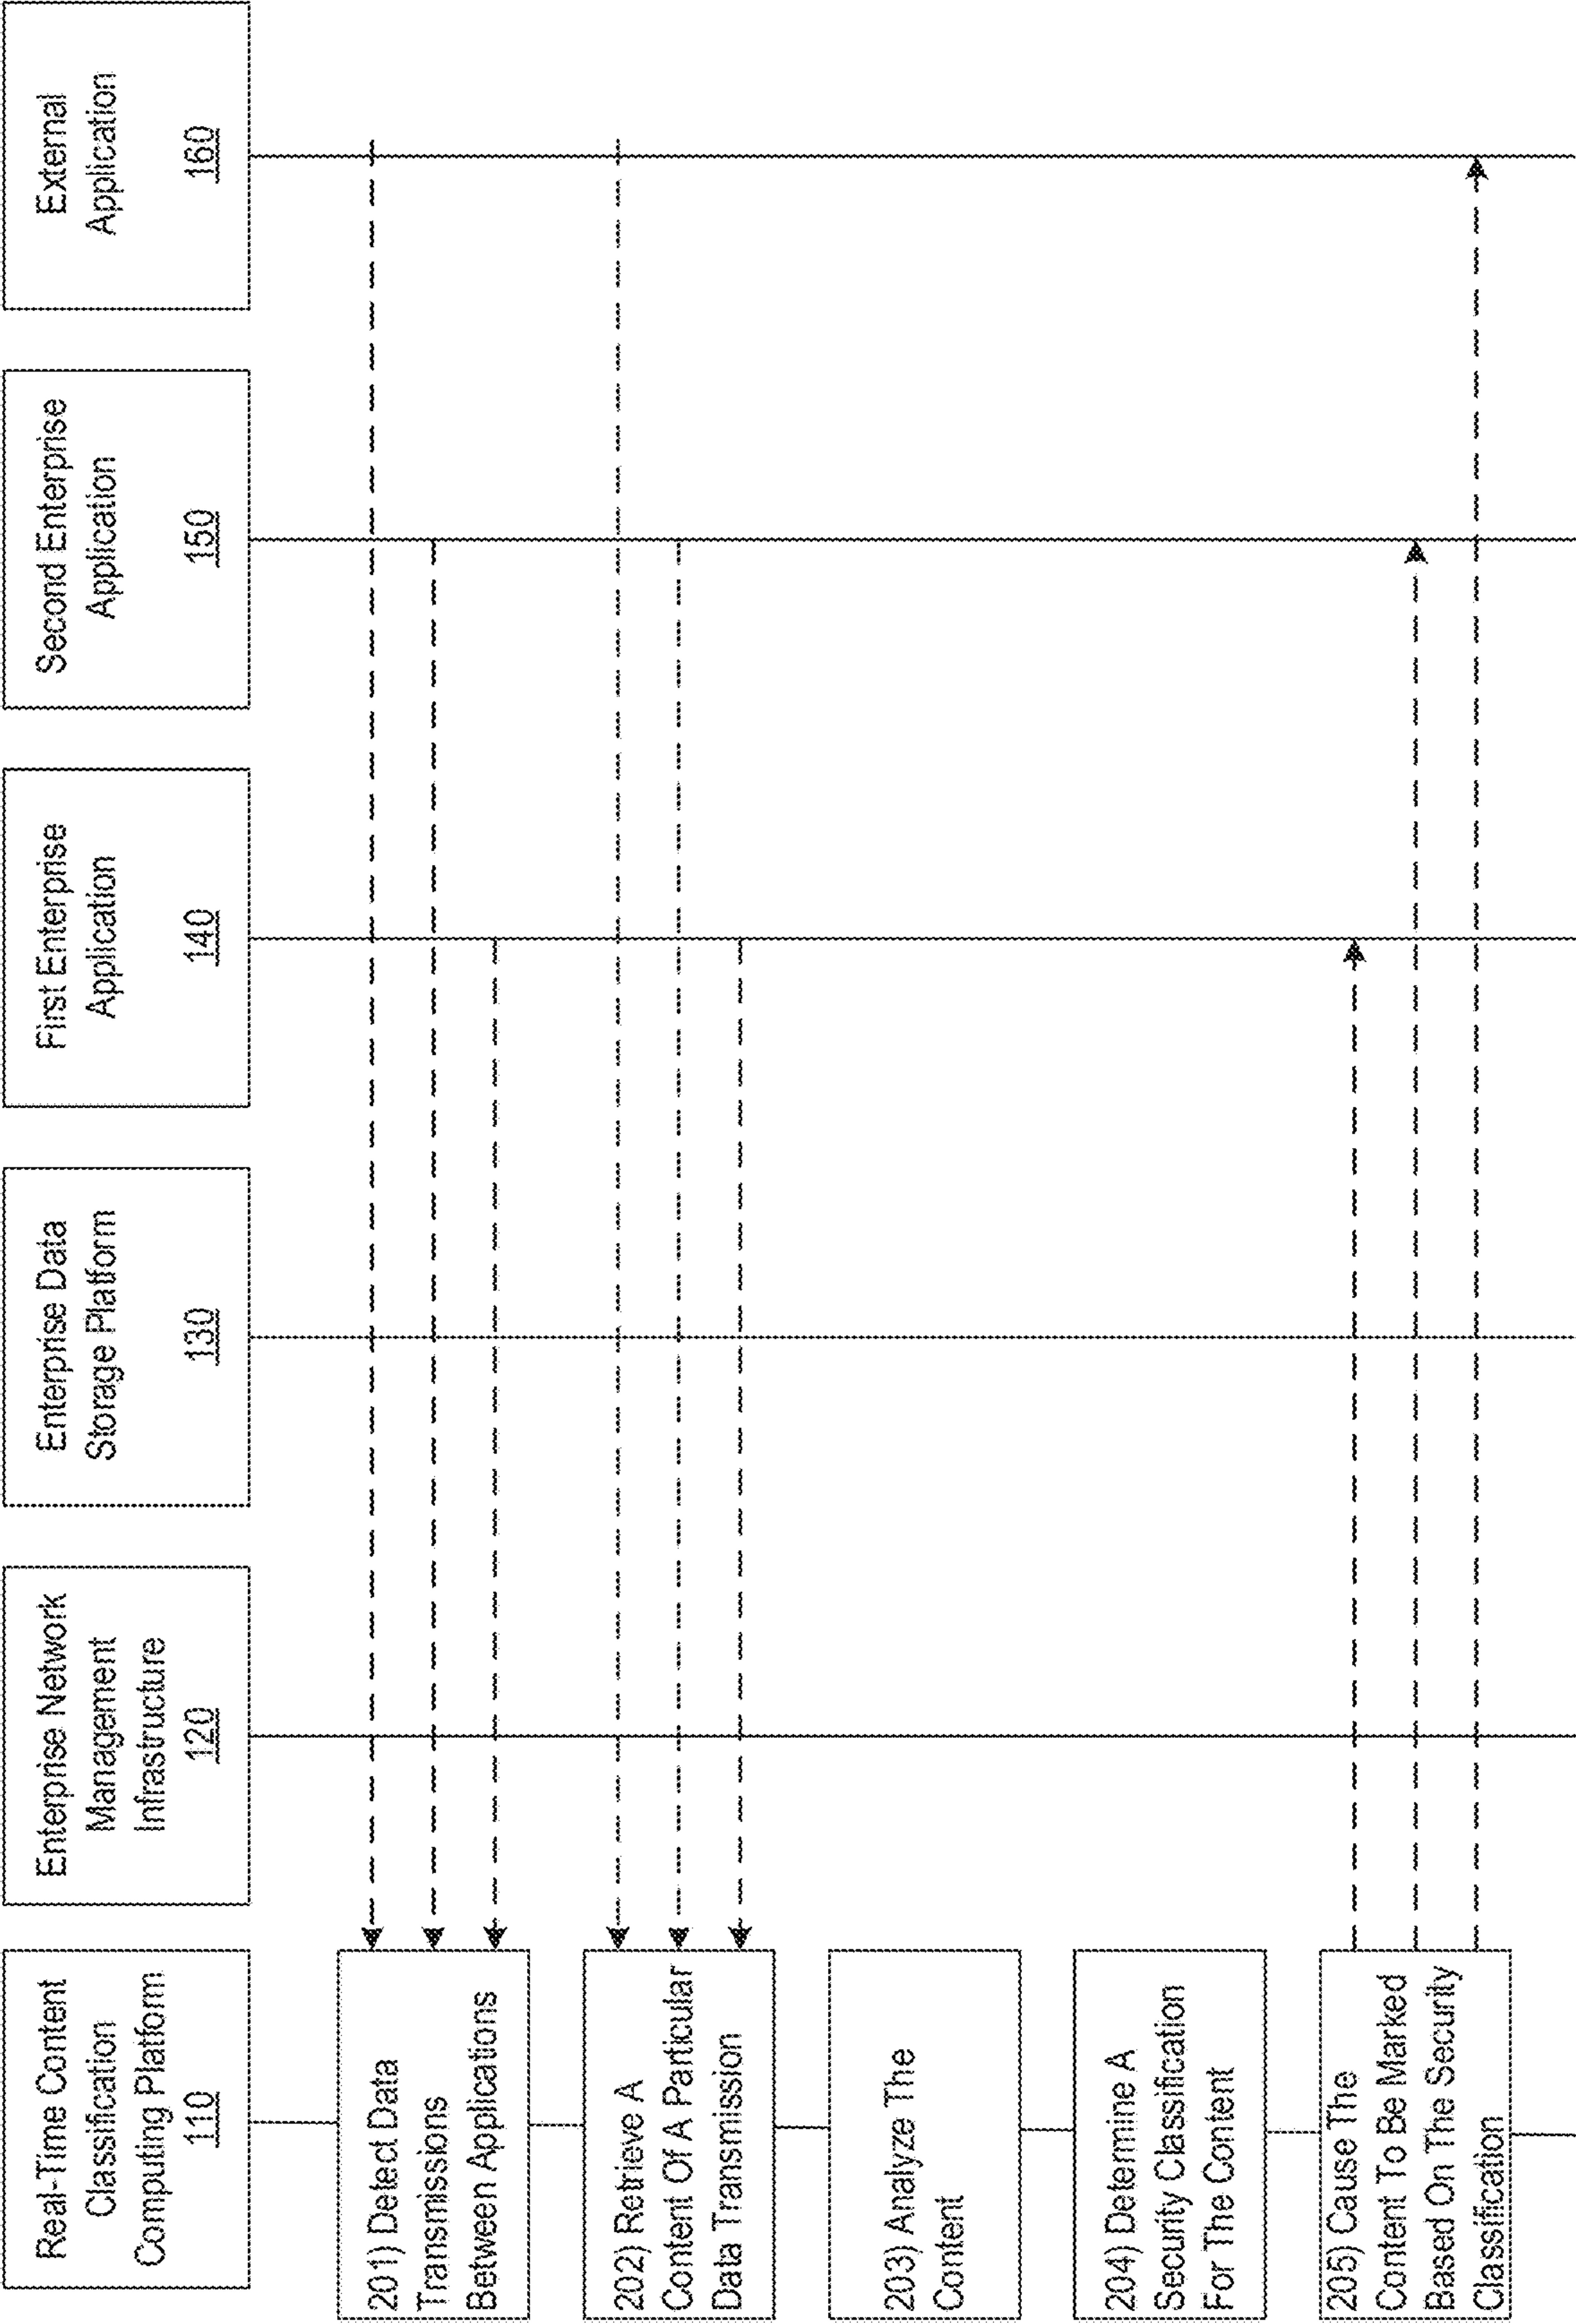 Real-Time Content
Classification
Computing Platform
110
Enterprise Network
Management
Infrastructure
120
Enterprise Data
Storage Platform
130
First Enterprise
Application
140
Second Enterprise
Application
150
External
Application
160
201) Detect Data
Transmissions
Between Applications
202) Retrieve A
Content Of A Particular
Data Transmission
203) Analyze The
Content
204) Determine A
Security Classification
For The Content
205) Cause The
Content To Be Marked
Based On The Security
Classification